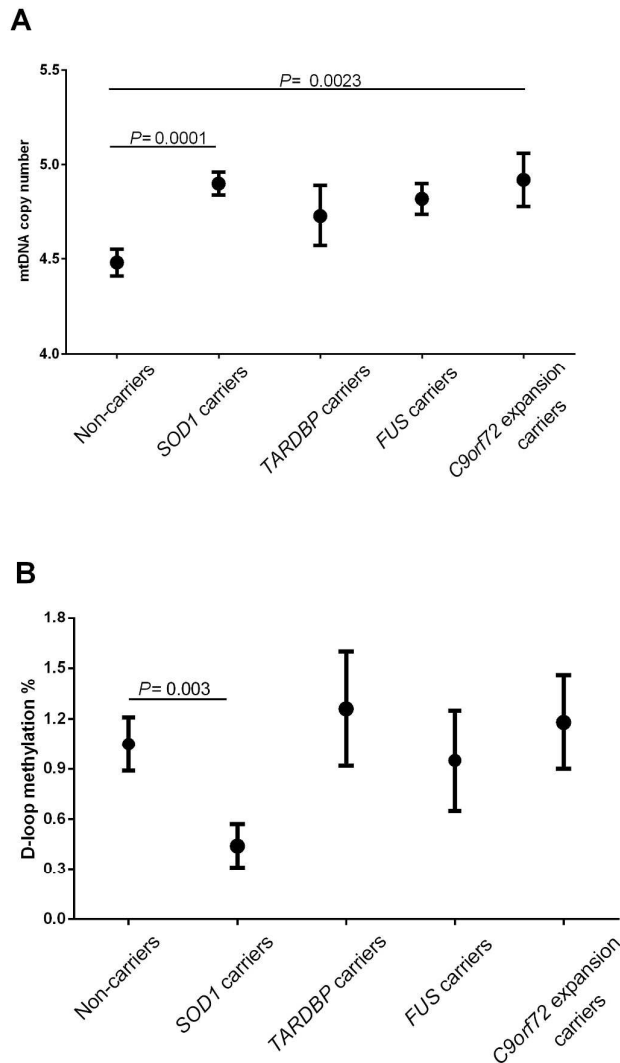 A
5.5
5.0
4.5
4.0
mtDNA copy number
P= 0.0023
P= 0.0001
Non-carriers
SOD1 carriers
TARDBP carriers
FUS carriers
C9orf72 expansion
carriers
B
1.8
1.5
1.2
0.9
0.6
0.3
0.0
D-loop methylation %
P= 0.003
Non-carriers
SOD1 carriers
TARDBP carriers
FUS carriers
C9orf72 expansion
carriers